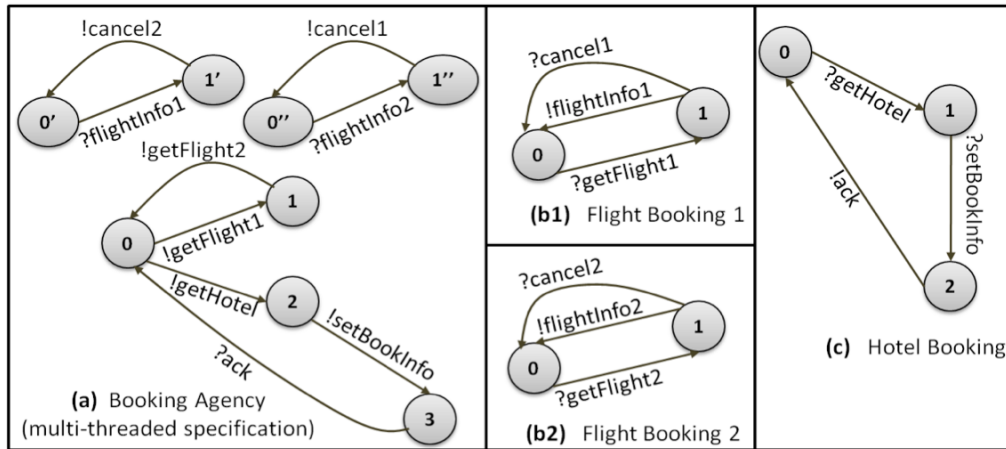 !cancel2
1'
0'
?flightInfo1
!cancel1
1''
0''
?flightInfo2
!getFlight2
1
0
!getFlight1
!getHotel
2
!setBookInfo
?ack
3
(a) Booking Agency
(multi-threaded specification)
?cancel1
!flightInfo1
1
0
?getFlight1
(b1) Flight Booking 1
?cancel2
!flightInfo2
1
0
?getFlight2
(b2) Flight Booking 2
0
?getHotel
1
?setBookInfo
!ack
2
(c) Hotel Booking